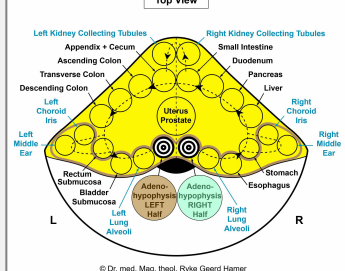 Top View
Left Kidney Collecting Tubules
Right Kidney Collecting Tubules
Appendix + Cecum
Small Intestine
Ascending Colon
Duodenum
Transverse Colon
Pancreas
Descending Colon
Liver
Left
Choroid
Iris
Right
Choroid
Iris
Uterus
Prostate
Left
Middle
Ear
Right
Middle
Ear
Rectum
Submucosa
Stomach
Bladder
Submucosa
Esophagus
Adeno-
hypophysis
LEFT
Half
Adeno-
hypophysis
RIGHT
Half
Left
Lung
Alveoli
Right
Lung
Alveoli
L
R
© Dr. med. Mag. theol. Ryke Geerd Hamer